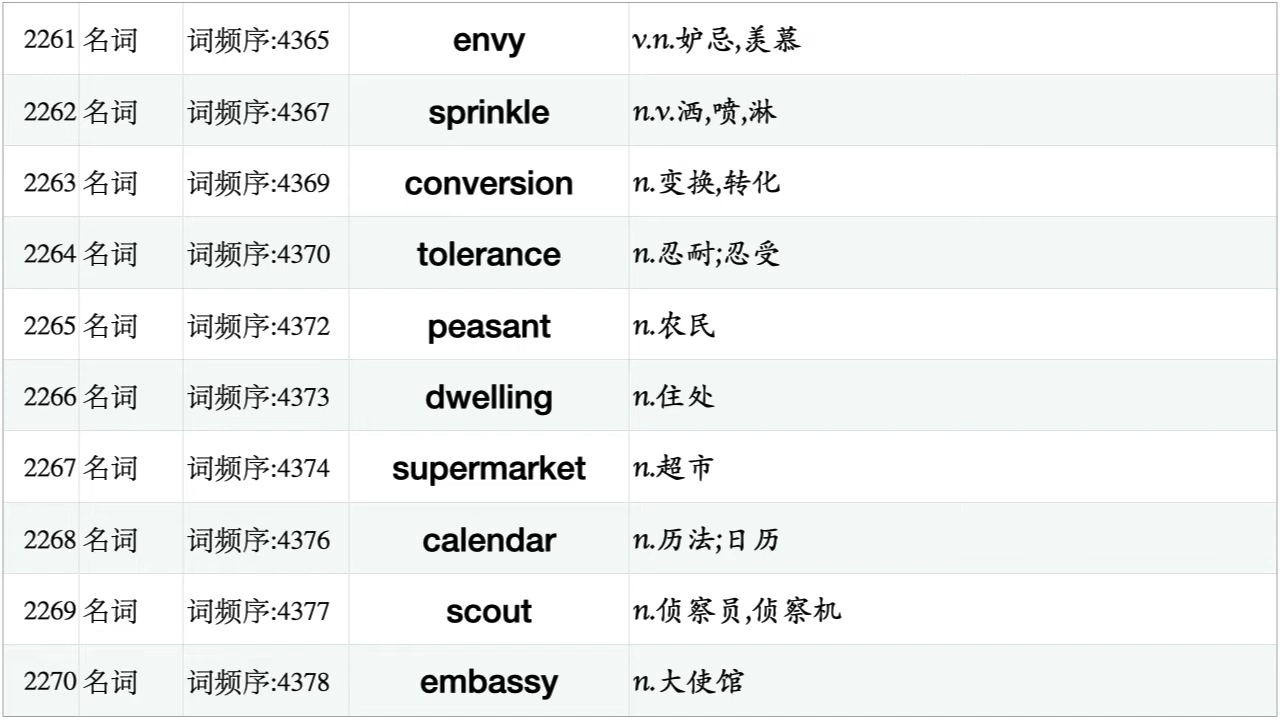 2261 名词 词频序:4365 envy v.n.妒忌,羡慕
2262 名词 词频序:4367 sprinkle n.v.洒,喷,淋
2263 名词 词频序:4369 conversion n.变换,转化
2264 名词 词频序:4370 tolerance n.忍耐;忍受
2265 名词 词频序:4372 peasant n.农民
2266 名词 词频序:4373 dwelling n.住处
2267 名词 词频序:4374 supermarket n.超市
2268 名词 词频序:4376 calendar n.历法;日历
2269 名词 词频序:4377 scout n.侦察员,侦察机
2270 名词 词频序:4378 embassy n.大使馆